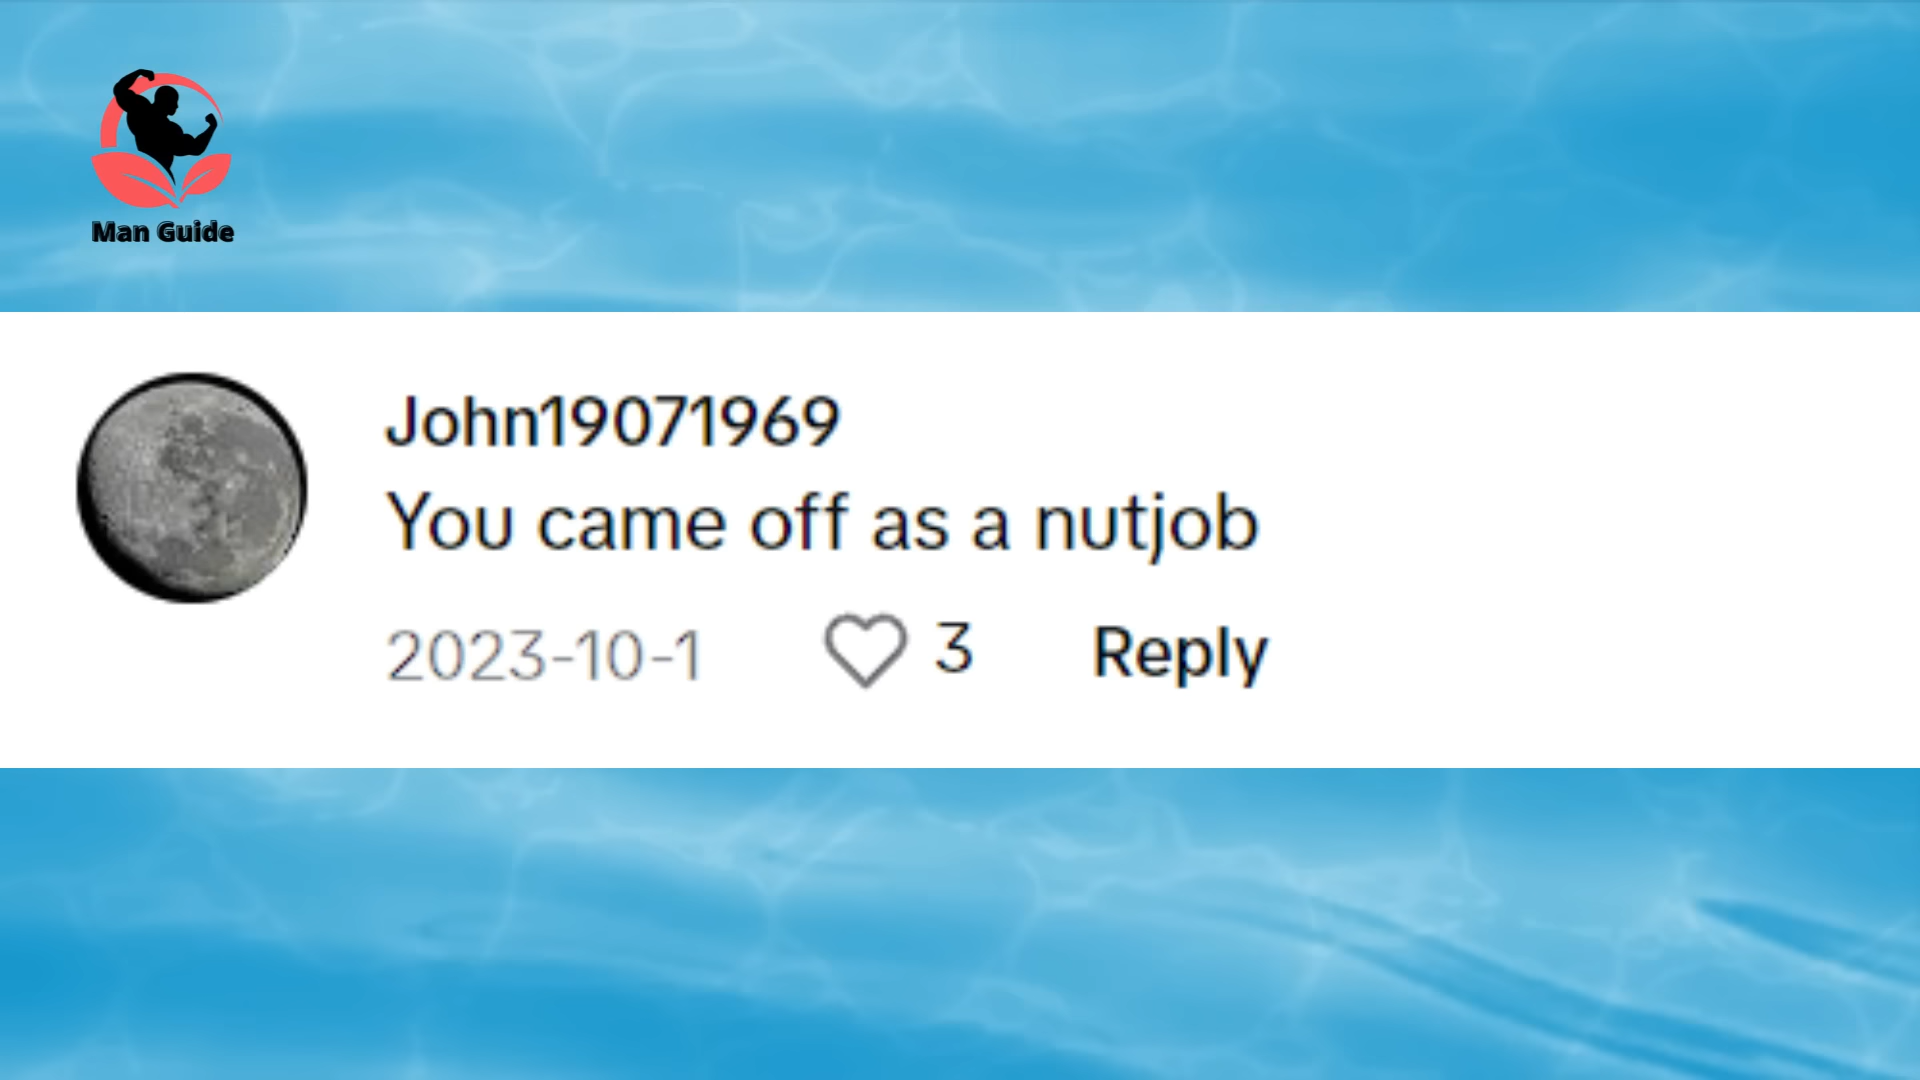 Man Guide
John19071969
You came off as a nutjob
2023-10-1
3
Reply